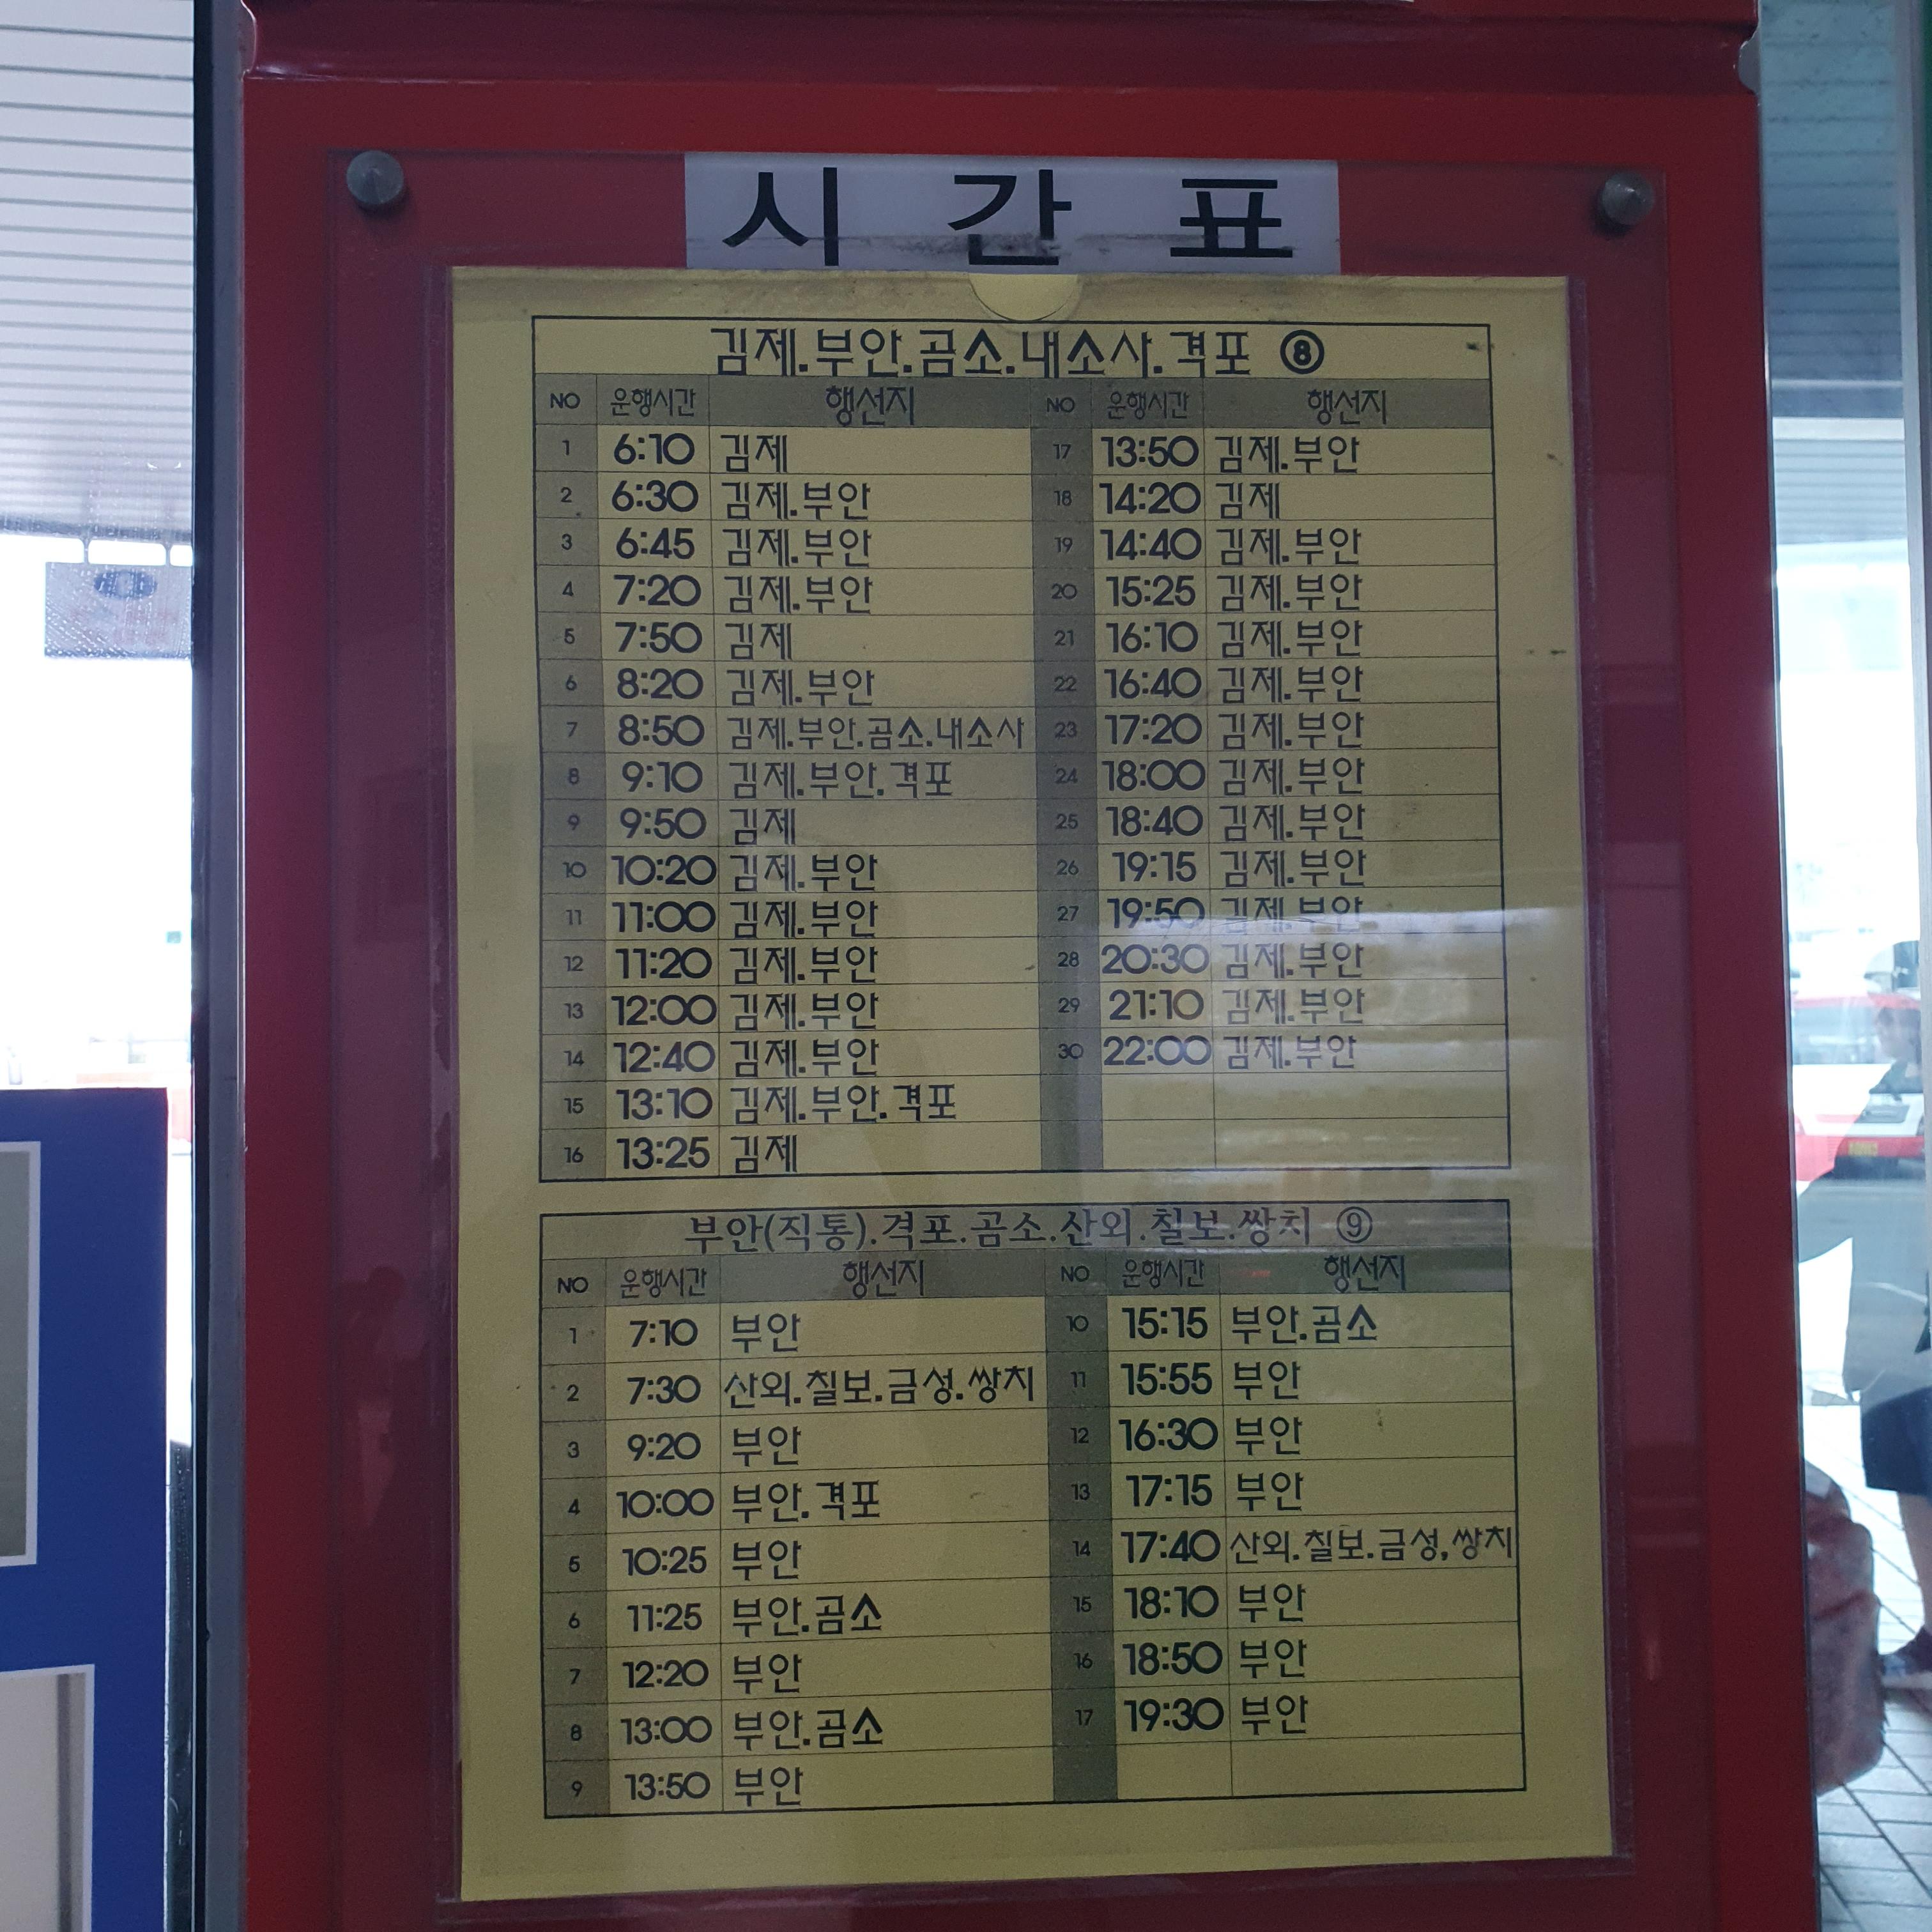 시 간 표
김제.부안.곰소.내소사.격포 ⑧
NO 운행시간 행선지 NO 운행시간 행선지
1 6:10 김제 17 13:50 김제.부안
2 6:30 김제.부안 18 14:20 김제
3 6:45 김제.부안 19 14:40 김제.부안
4 7:20 김제.부안 20 15:25 김제.부안
5 7:50 김제 21 16:10 김제.부안
6 8:20 김제.부안 22 16:40 김제.부안
7 8:50 김제.부안.곰소.내소사 23 17:20 김제.부안
8 9:10 김제.부안.격포 24 18:00 김제.부안
9 9:50 김제 25 18:40 김제.부안
10 10:20 김제.부안 26 19:15 김제.부안
11 11:00 김제.부안 27 19:50 김제.부안
12 11:20 김제.부안 28 20:30 김제.부안
13 12:00 김제.부안 29 21:10 김제.부안
14 12:40 김제.부안 30 22:00 김제.부안
15 13:10 김제.부안.격포
16 13:25 김제
부안(직통).격포.곰소.산외.칠보.쌍치 ⑨
NO 운행시간 행선지 NO 운행시간 행선지
1 7:10 부안 10 15:15 부안.곰소
2 7:30 산외.칠보.금성.쌍치 11 15:55 부안
3 9:20 부안 12 16:30 부안
4 10:00 부안.격포 13 17:15 부안
5 10:25 부안 14 17:40 산외.칠보.금성,쌍치
6 11:25 부안.곰소 15 18:10 부안
7 12:20 부안 16 18:50 부안
8 13:00 부안.곰소 17 19:30 부안
9 13:50 부안